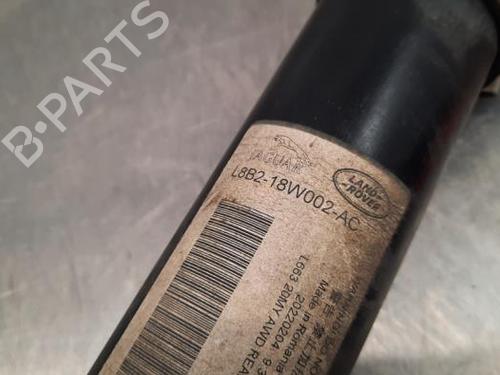 B-PARTS
JAGUAR
LAND-
ROVER
L8B2-18W002-AC
L663 20MY AWD REA
20220204
Made in Romania